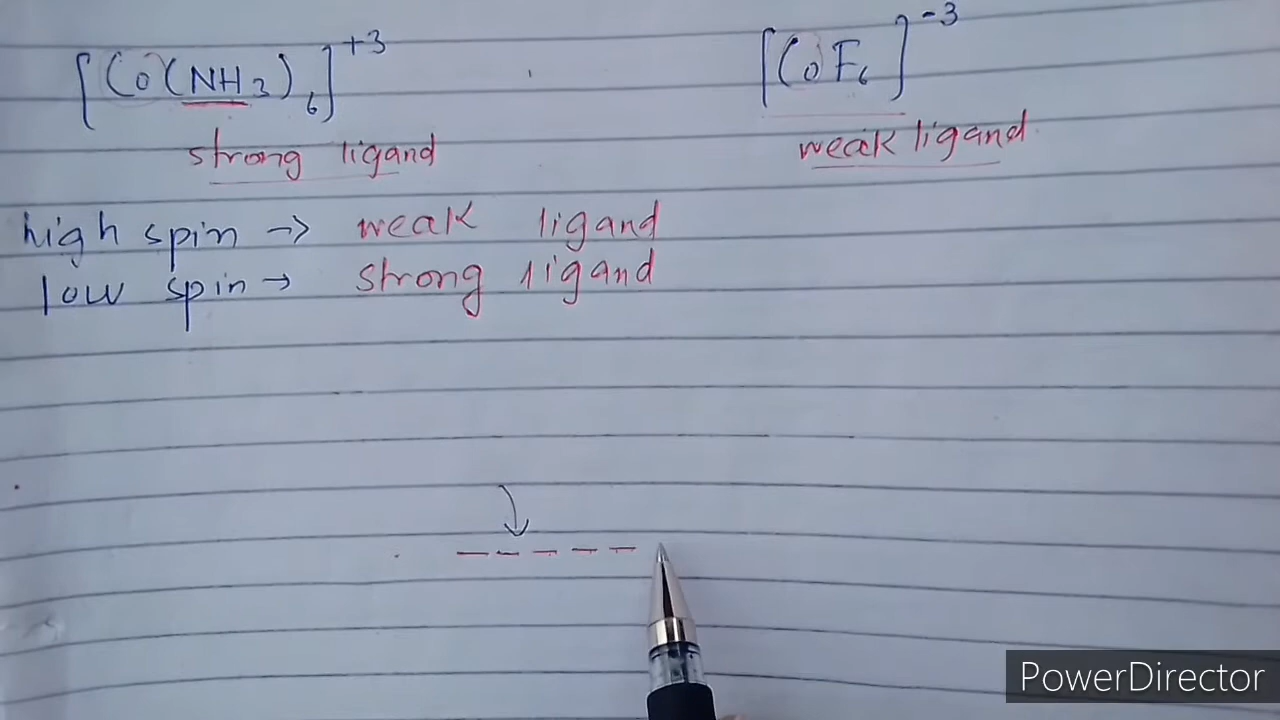 [Co(NH3)6]+3 [CoF6]-3
strong ligand weak ligand
high spin → weak ligand
low spin → strong ligand
PowerDirector